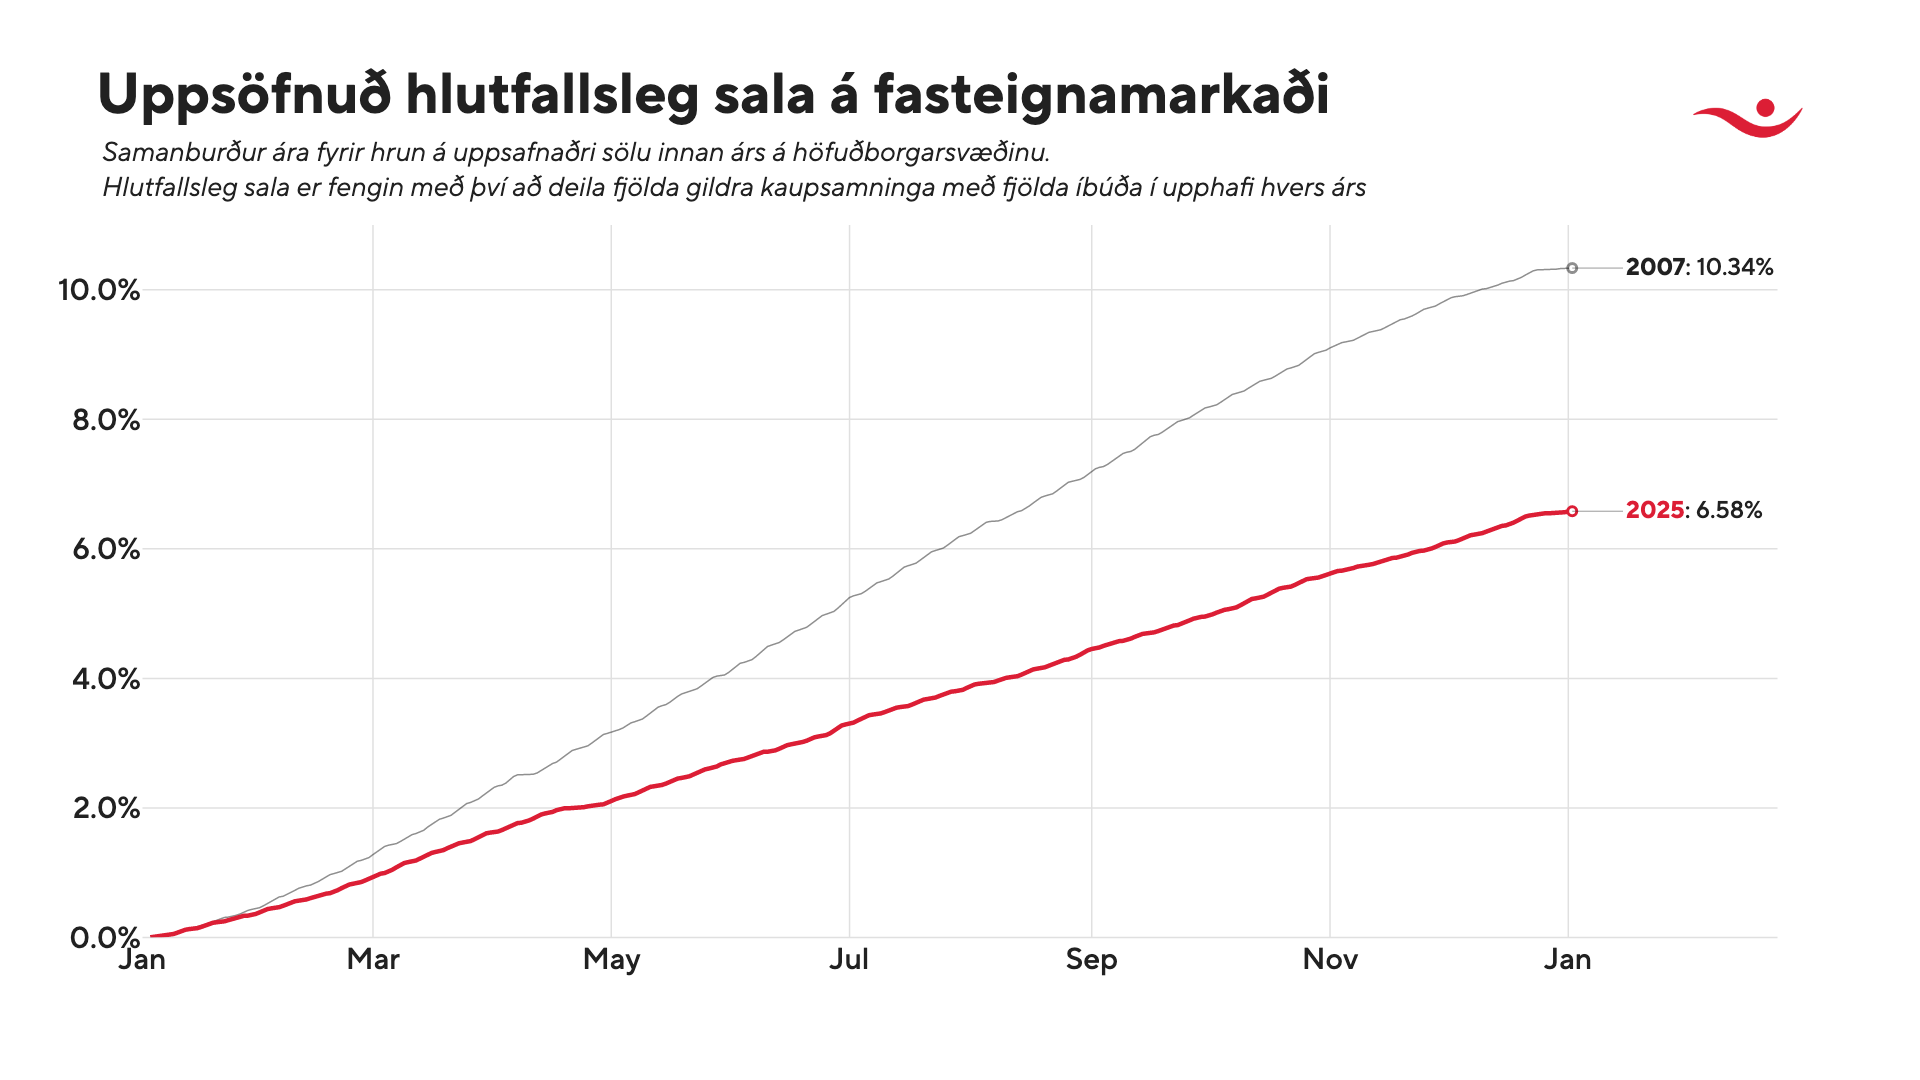 Uppsöfnuð hlutfallsleg sala á fasteignamarkaði
Samanburður ára fyrir hrun á uppsafnaðri sölu innan árs á höfuðborgarsvæðinu.
Hlutfallsleg sala er fengin með því að deila fjölda gildra kaupsamninga með fjölda íbúða í upphafi hvers árs
2007: 10.34%
10.0%
8.0%
2025: 6.58%
6.0%
4.0%
2.0%
0.0%
Jan Mar May Jul Sep Nov Jan